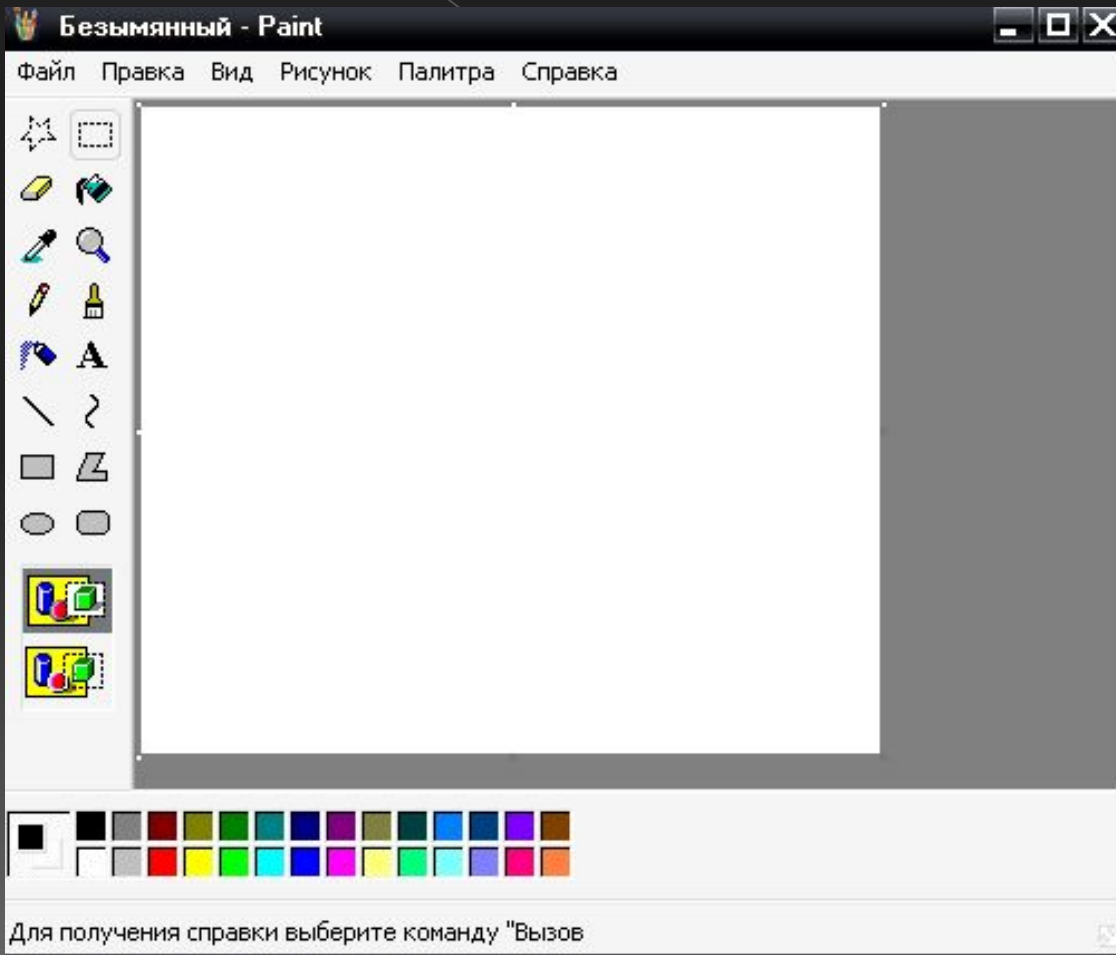 Безымянный - Paint
Файл Правка Вид Рисунок Палитра Справка
A
Для получения справки выберите команду "Вызов